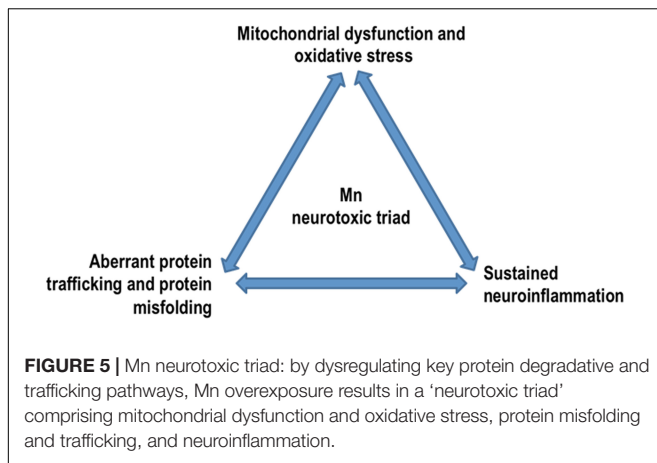 Mitochondrial dysfunction and
oxidative stress
Mn
neurotoxic triad
Aberrant protein
trafficking and protein
misfolding
Sustained
neuroinflammation
FIGURE 5 | Mn neurotoxic triad: by dysregulating key protein degradative and
trafficking pathways, Mn overexposure results in a ‘neurotoxic triad’
comprising mitochondrial dysfunction and oxidative stress, protein misfolding
and trafficking, and neuroinflammation.